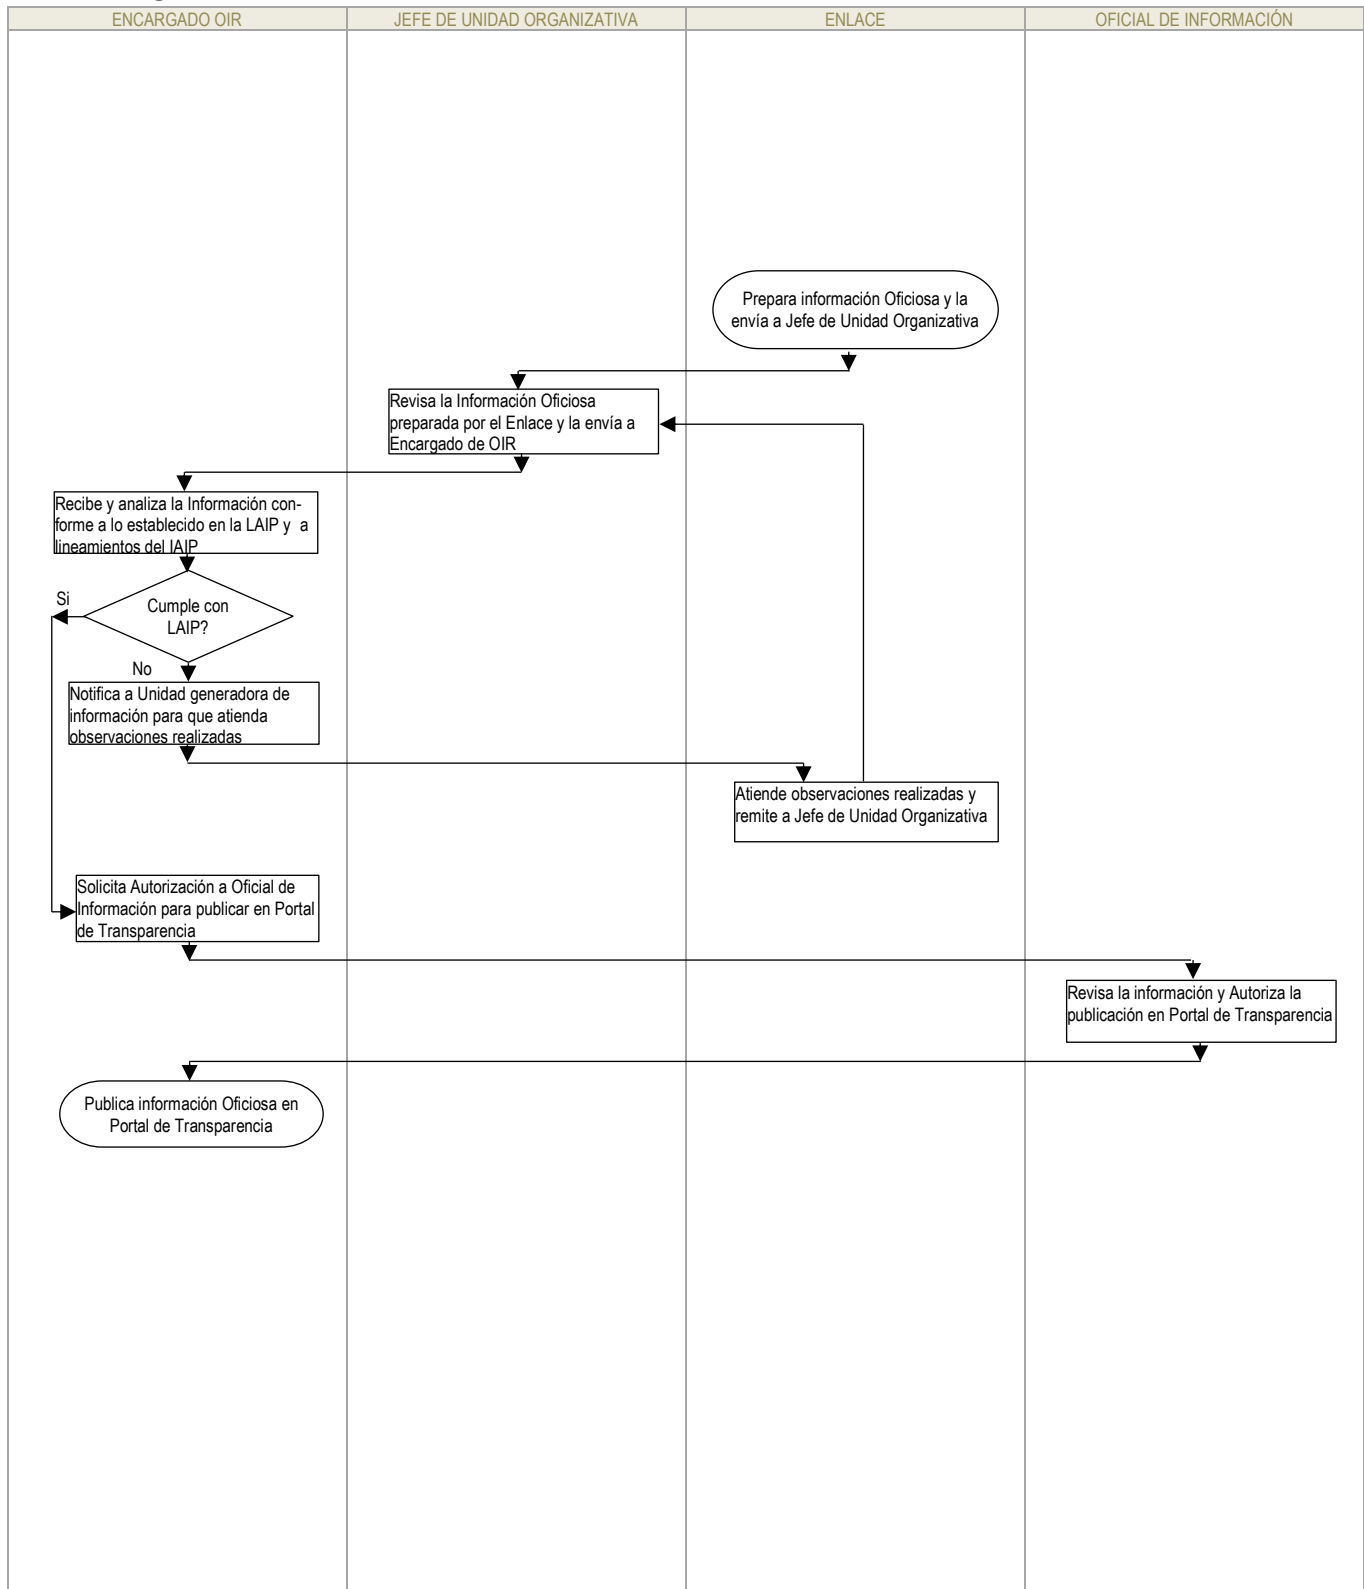 ENCARGADO OIR
JEFE DE UNIDAD ORGANIZATIVA
ENLACE
OFICIAL DE INFORMACIÓN
Prepara información Oficiosa y la
envía a Jefe de Unidad Organizativa
Revisa la Información Oficiosa
preparada por el Enlace y la envía a
Encargado de OIR
Recibe y analiza la Información con-
forme a lo establecido en la LAIP y a
lineamientos del IAIP
Si
Cumple con
LAIP?
No
Notifica a Unidad generadora de
información para que atienda
observaciones realizadas
Atiende observaciones realizadas y
remite a Jefe de Unidad Organizativa
Solicita Autorización a Oficial de
Información para publicar en Portal
de Transparencia
Revisa la información y Autoriza la
publicación en Portal de Transparencia
Publica información Oficiosa en
Portal de Transparencia